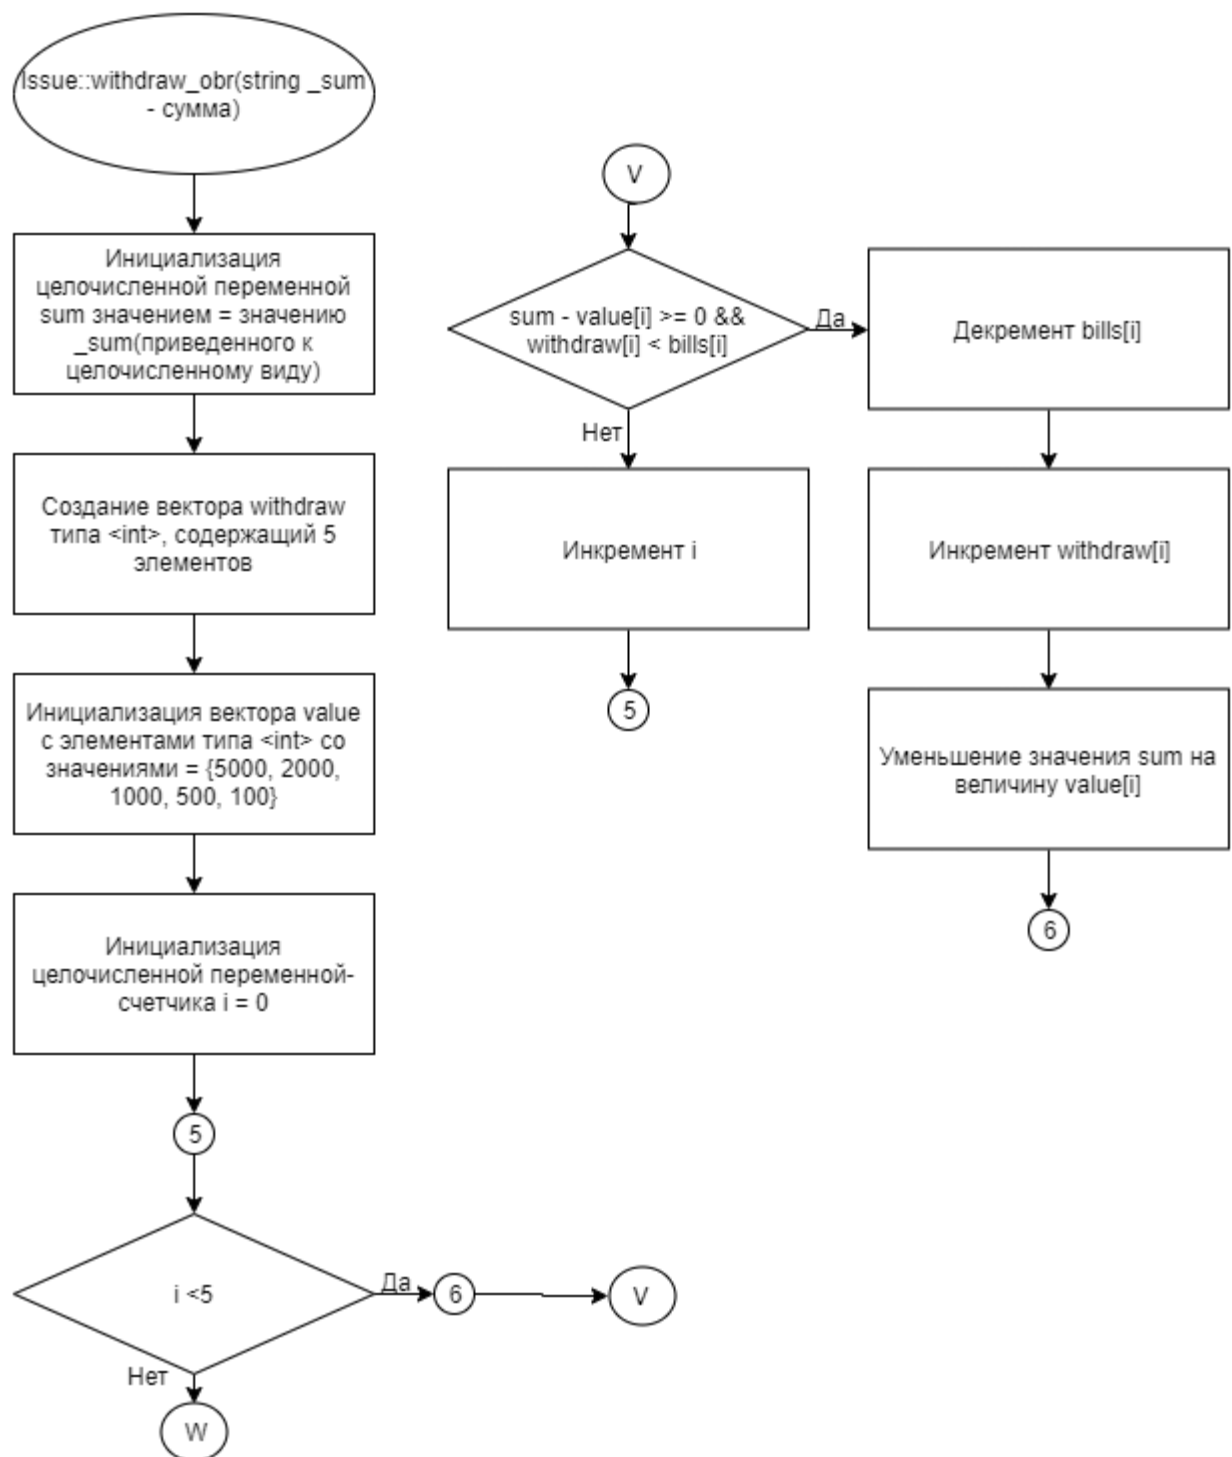 Issue::withdraw_obr(string _sum
- сумма)
Инициализация
целочисленной переменной
sum значением = значению
_sum(приведенного к
целочисленному виду)
Создание вектора withdraw
типа <int>, содержащий 5
элементов
Инициализация вектора value
с элементами типа <int> со
значениями = {5000, 2000,
1000, 500, 100}
Инициализация
целочисленной переменной-
счетчика i = 0
5
i <5
Да
6
V
Нет
W
V
sum - value[i] >= 0 &&
withdraw[i] < bills[i]
Да
Нет
Инкремент i
5
Декремент bills[i]
Инкремент withdraw[i]
Уменьшение значения sum на
величину value[i]
6